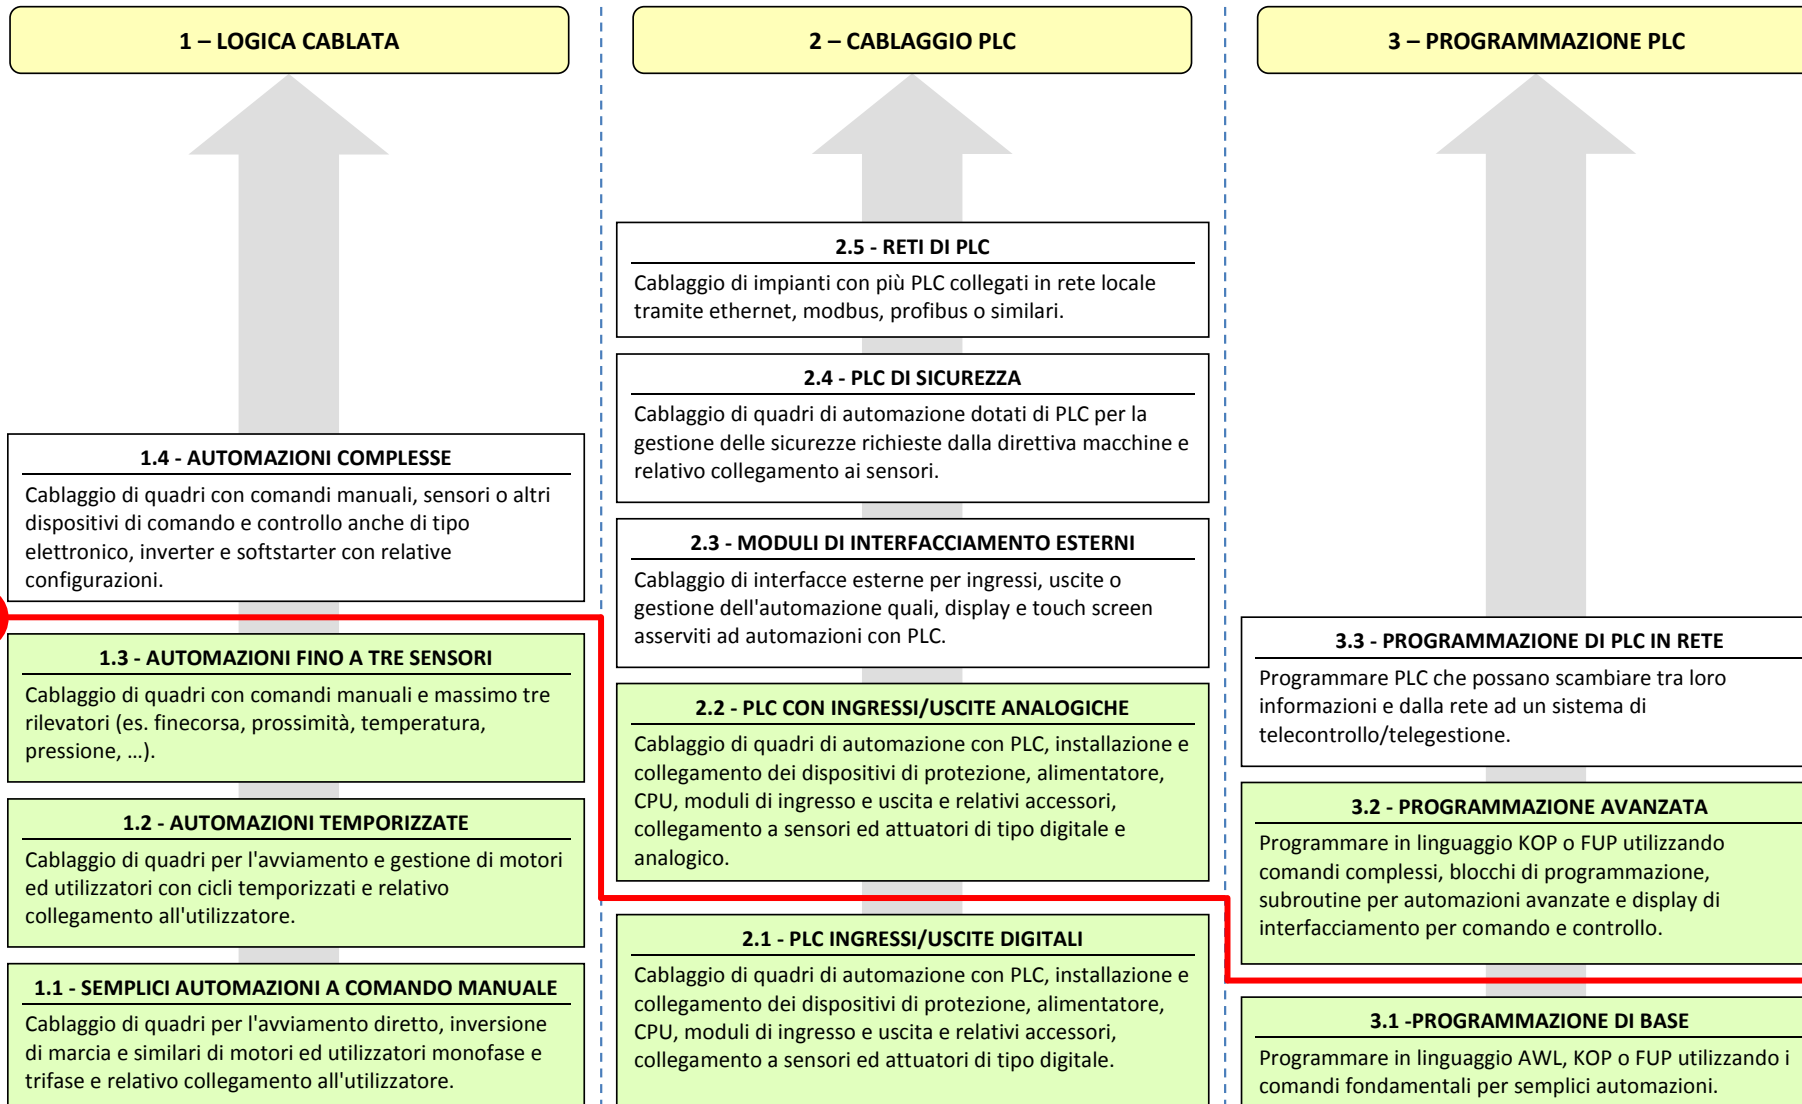 1 – LOGICA CABLATA
1.4 - AUTOMAZIONI COMPLESSE
Cablaggio di quadri con comandi manuali, sensori o altri
dispositivi di comando e controllo anche di tipo
elettronico, inverter e softstarter con relative
configurazioni.
1.3 - AUTOMAZIONI FINO A TRE SENSORI
Cablaggio di quadri con comandi manuali e massimo tre
rilevatori (es. finecorsa, prossimità, temperatura,
pressione, …).
1.2 - AUTOMAZIONI TEMPORIZZATE
Cablaggio di quadri per l'avviamento e gestione di motori
ed utilizzatori con cicli temporizzati e relativo
collegamento all'utilizzatore.
1.1 - SEMPLICI AUTOMAZIONI A COMANDO MANUALE
Cablaggio di quadri per l'avviamento diretto, inversione
di marcia e similari di motori ed utilizzatori monofase e
trifase e relativo collegamento all'utilizzatore.
2 – CABLAGGIO PLC
2.5 - RETI DI PLC
Cablaggio di impianti con più PLC collegati in rete locale
tramite ethernet, modbus, profibus o similari.
2.4 - PLC DI SICUREZZA
Cablaggio di quadri di automazione dotati di PLC per la
gestione delle sicurezze richieste dalla direttiva macchine e
relativo collegamento ai sensori.
2.3 - MODULI DI INTERFACCIAMENTO ESTERNI
Cablaggio di interfacce esterne per ingressi, uscite o
gestione dell'automazione quali, display e touch screen
asserviti ad automazioni con PLC.
2.2 - PLC CON INGRESSI/USCITE ANALOGICHE
Cablaggio di quadri di automazione con PLC, installazione e
collegamento dei dispositivi di protezione, alimentatore,
CPU, moduli di ingresso e uscita e relativi accessori,
collegamento a sensori ed attuatori di tipo digitale e
analogico.
2.1 - PLC INGRESSI/USCITE DIGITALI
Cablaggio di quadri di automazione con PLC, installazione e
collegamento dei dispositivi di protezione, alimentatore,
CPU, moduli di ingresso e uscita e relativi accessori,
collegamento a sensori ed attuatori di tipo digitale.
3 – PROGRAMMAZIONE PLC
3.3 - PROGRAMMAZIONE DI PLC IN RETE
Programmare PLC che possano scambiare tra loro
informazioni e dalla rete ad un sistema di
telecontrollo/telegestione.
3.2 - PROGRAMMAZIONE AVANZATA
Programmare in linguaggio KOP o FUP utilizzando
comandi complessi, blocchi di programmazione,
subroutine per automazioni avanzate e display di
interfacciamento per comando e controllo.
3.1 -PROGRAMMAZIONE DI BASE
Programmare in linguaggio AWL, KOP o FUP utilizzando i
comandi fondamentali per semplici automazioni.